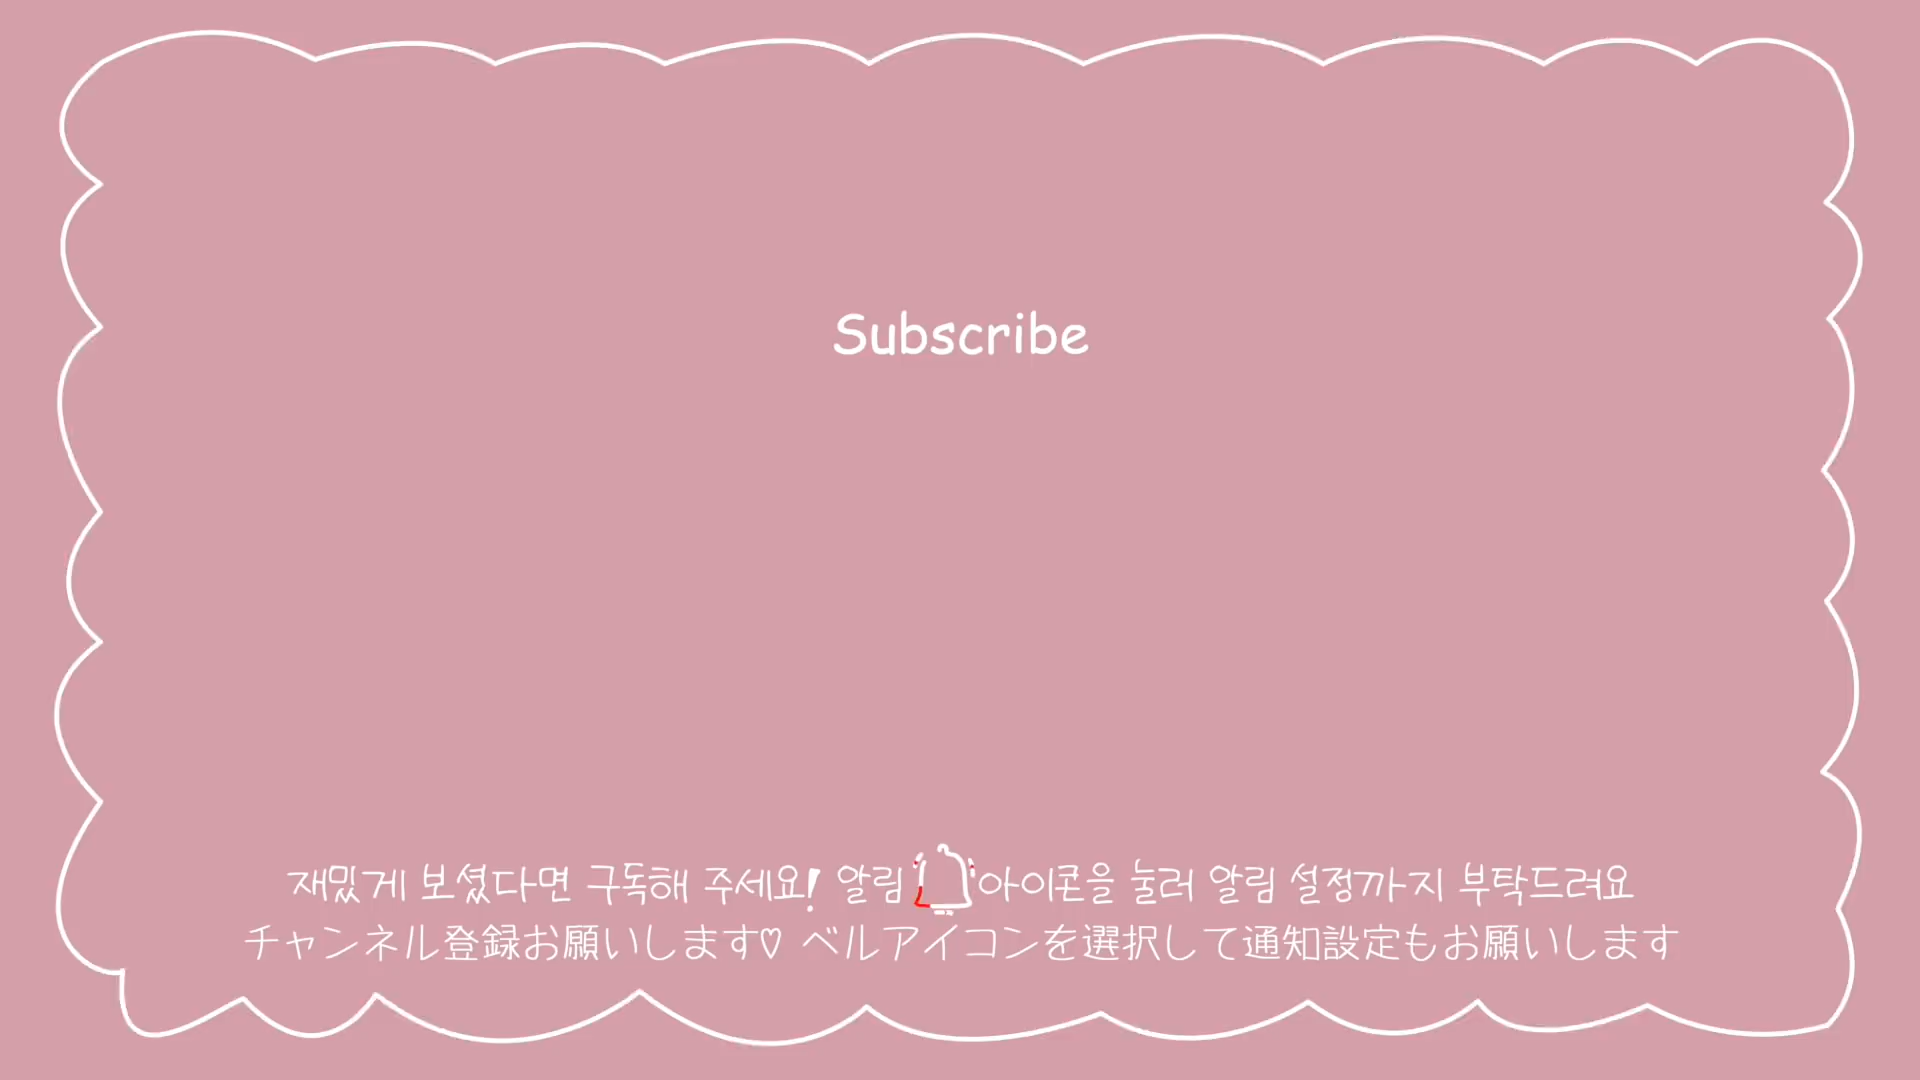 Subscribe
재밌게 보셨다면 구독해 주세요! 알림 아이콘을 눌러 알림 설정까지 부탁드려요
チャンネル登録お願いします♡ ベルアイコンを選択して通知設定もお願いします